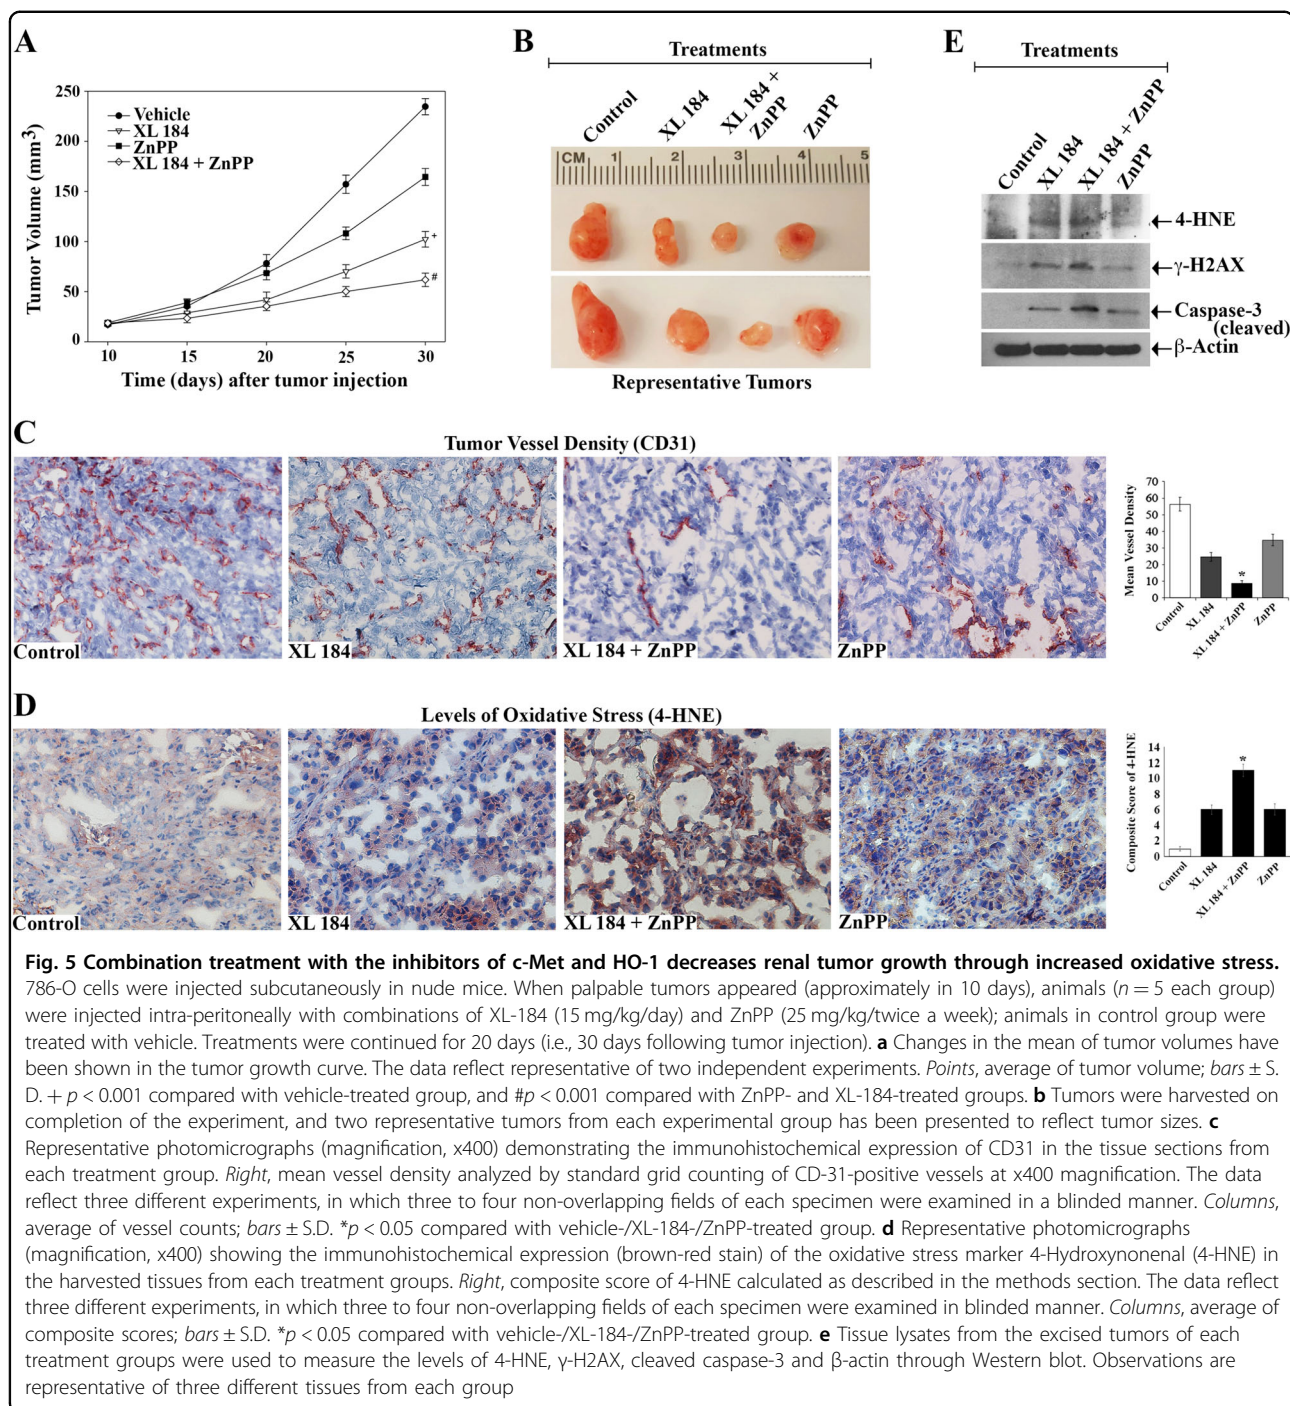 A
250
200
150
100
50
0
Tumor Volume (mm3)
Vehicle
XL 184
ZnPP
XL 184 + ZnPP
+
#
10 15 20 25 30
Time (days) after tumor injection
B
Treatments
Control
XL 184
XL 184 +
ZnPP
ZnPP
CM 1 2 3 4 5
Representative Tumors
E
Treatments
Control
XL 184
XL 184 + ZnPP
ZnPP
4-HNE
γ-H2AX
Caspase-3
(cleaved)
β-Actin
C
Tumor Vessel Density (CD31)
Control
XL 184
XL 184 + ZnPP
ZnPP
Mean Vessel Density
70
60
50
40
30
20
10
0
*
Control
XL 184
XL 184 + ZnPP
ZnPP
D
Levels of Oxidative Stress (4-HNE)
Control
XL 184
XL 184 + ZnPP
ZnPP
Composite Score of 4-HNE
14
12
10
8
6
4
2
0
*
Control
XL 184
XL 184 + ZnPP
ZnPP
Fig. 5 Combination treatment with the inhibitors of c-Met and HO-1 decreases renal tumor growth through increased oxidative stress.
786-O cells were injected subcutaneously in nude mice. When palpable tumors appeared (approximately in 10 days), animals (n = 5 each group)
were injected intra-peritoneally with combinations of XL-184 (15 mg/kg/day) and ZnPP (25 mg/kg/twice a week); animals in control group were
treated with vehicle. Treatments were continued for 20 days (i.e., 30 days following tumor injection). a Changes in the mean of tumor volumes have
been shown in the tumor growth curve. The data reflect representative of two independent experiments. Points, average of tumor volume; bars ± S.
D. + p < 0.001 compared with vehicle-treated group, and #p < 0.001 compared with ZnPP- and XL-184-treated groups. b Tumors were harvested on
completion of the experiment, and two representative tumors from each experimental group has been presented to reflect tumor sizes. c
Representative photomicrographs (magnification, x400) demonstrating the immunohistochemical expression of CD31 in the tissue sections from
each treatment group. Right, mean vessel density analyzed by standard grid counting of CD-31-positive vessels at x400 magnification. The data
reflect three different experiments, in which three to four non-overlapping fields of each specimen were examined in a blinded manner. Columns,
average of vessel counts; bars ± S.D. *p < 0.05 compared with vehicle-/XL-184-/ZnPP-treated group. d Representative photomicrographs
(magnification, x400) showing the immunohistochemical expression (brown-red stain) of the oxidative stress marker 4-Hydroxynonenal (4-HNE) in
the harvested tissues from each treatment groups. Right, composite score of 4-HNE calculated as described in the methods section. The data reflect
three different experiments, in which three to four non-overlapping fields of each specimen were examined in blinded manner. Columns, average of
composite scores; bars ± S.D. *p < 0.05 compared with vehicle-/XL-184-/ZnPP-treated group. e Tissue lysates from the excised tumors of each
treatment groups were used to measure the levels of 4-HNE, γ-H2AX, cleaved caspase-3 and β-actin through Western blot. Observations are
representative of three different tissues from each group